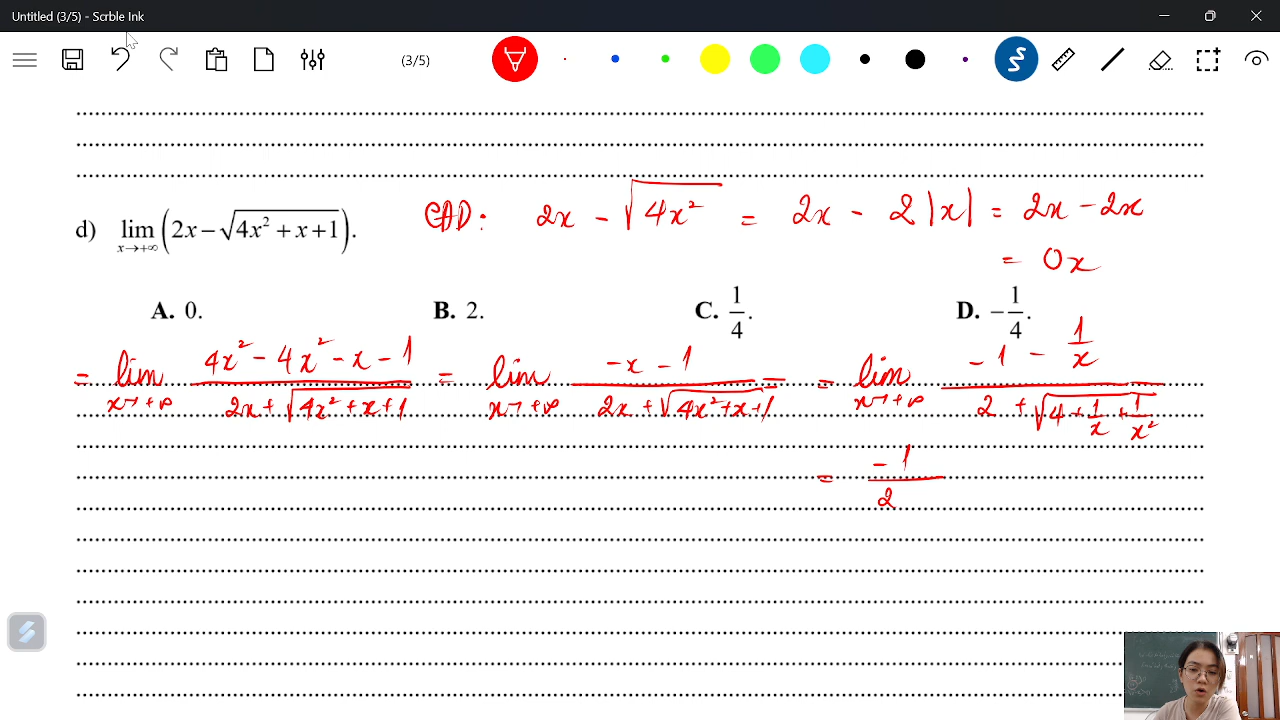 Untitled (3/5) - Scrble Ink
(3/5)
d) lim x→+∞ (2x − √(4x² + x + 1)).
CAD: 2x − √(4x²) = 2x − 2|x| = 2x − 2x
= 0x
A. 0. B. 2. C. 1/4. D. −1/4.
= lim x→+∞ (4x² − 4x² − x − 1)/(2x + √(4x² + x + 1)) = lim x→+∞ (−x − 1)/(2x + √(4x² + x + 1)) = = lim x→+∞ (−1 − 1/x)/(2 + √(4 + 1/x + 1/x²))
= −1/2